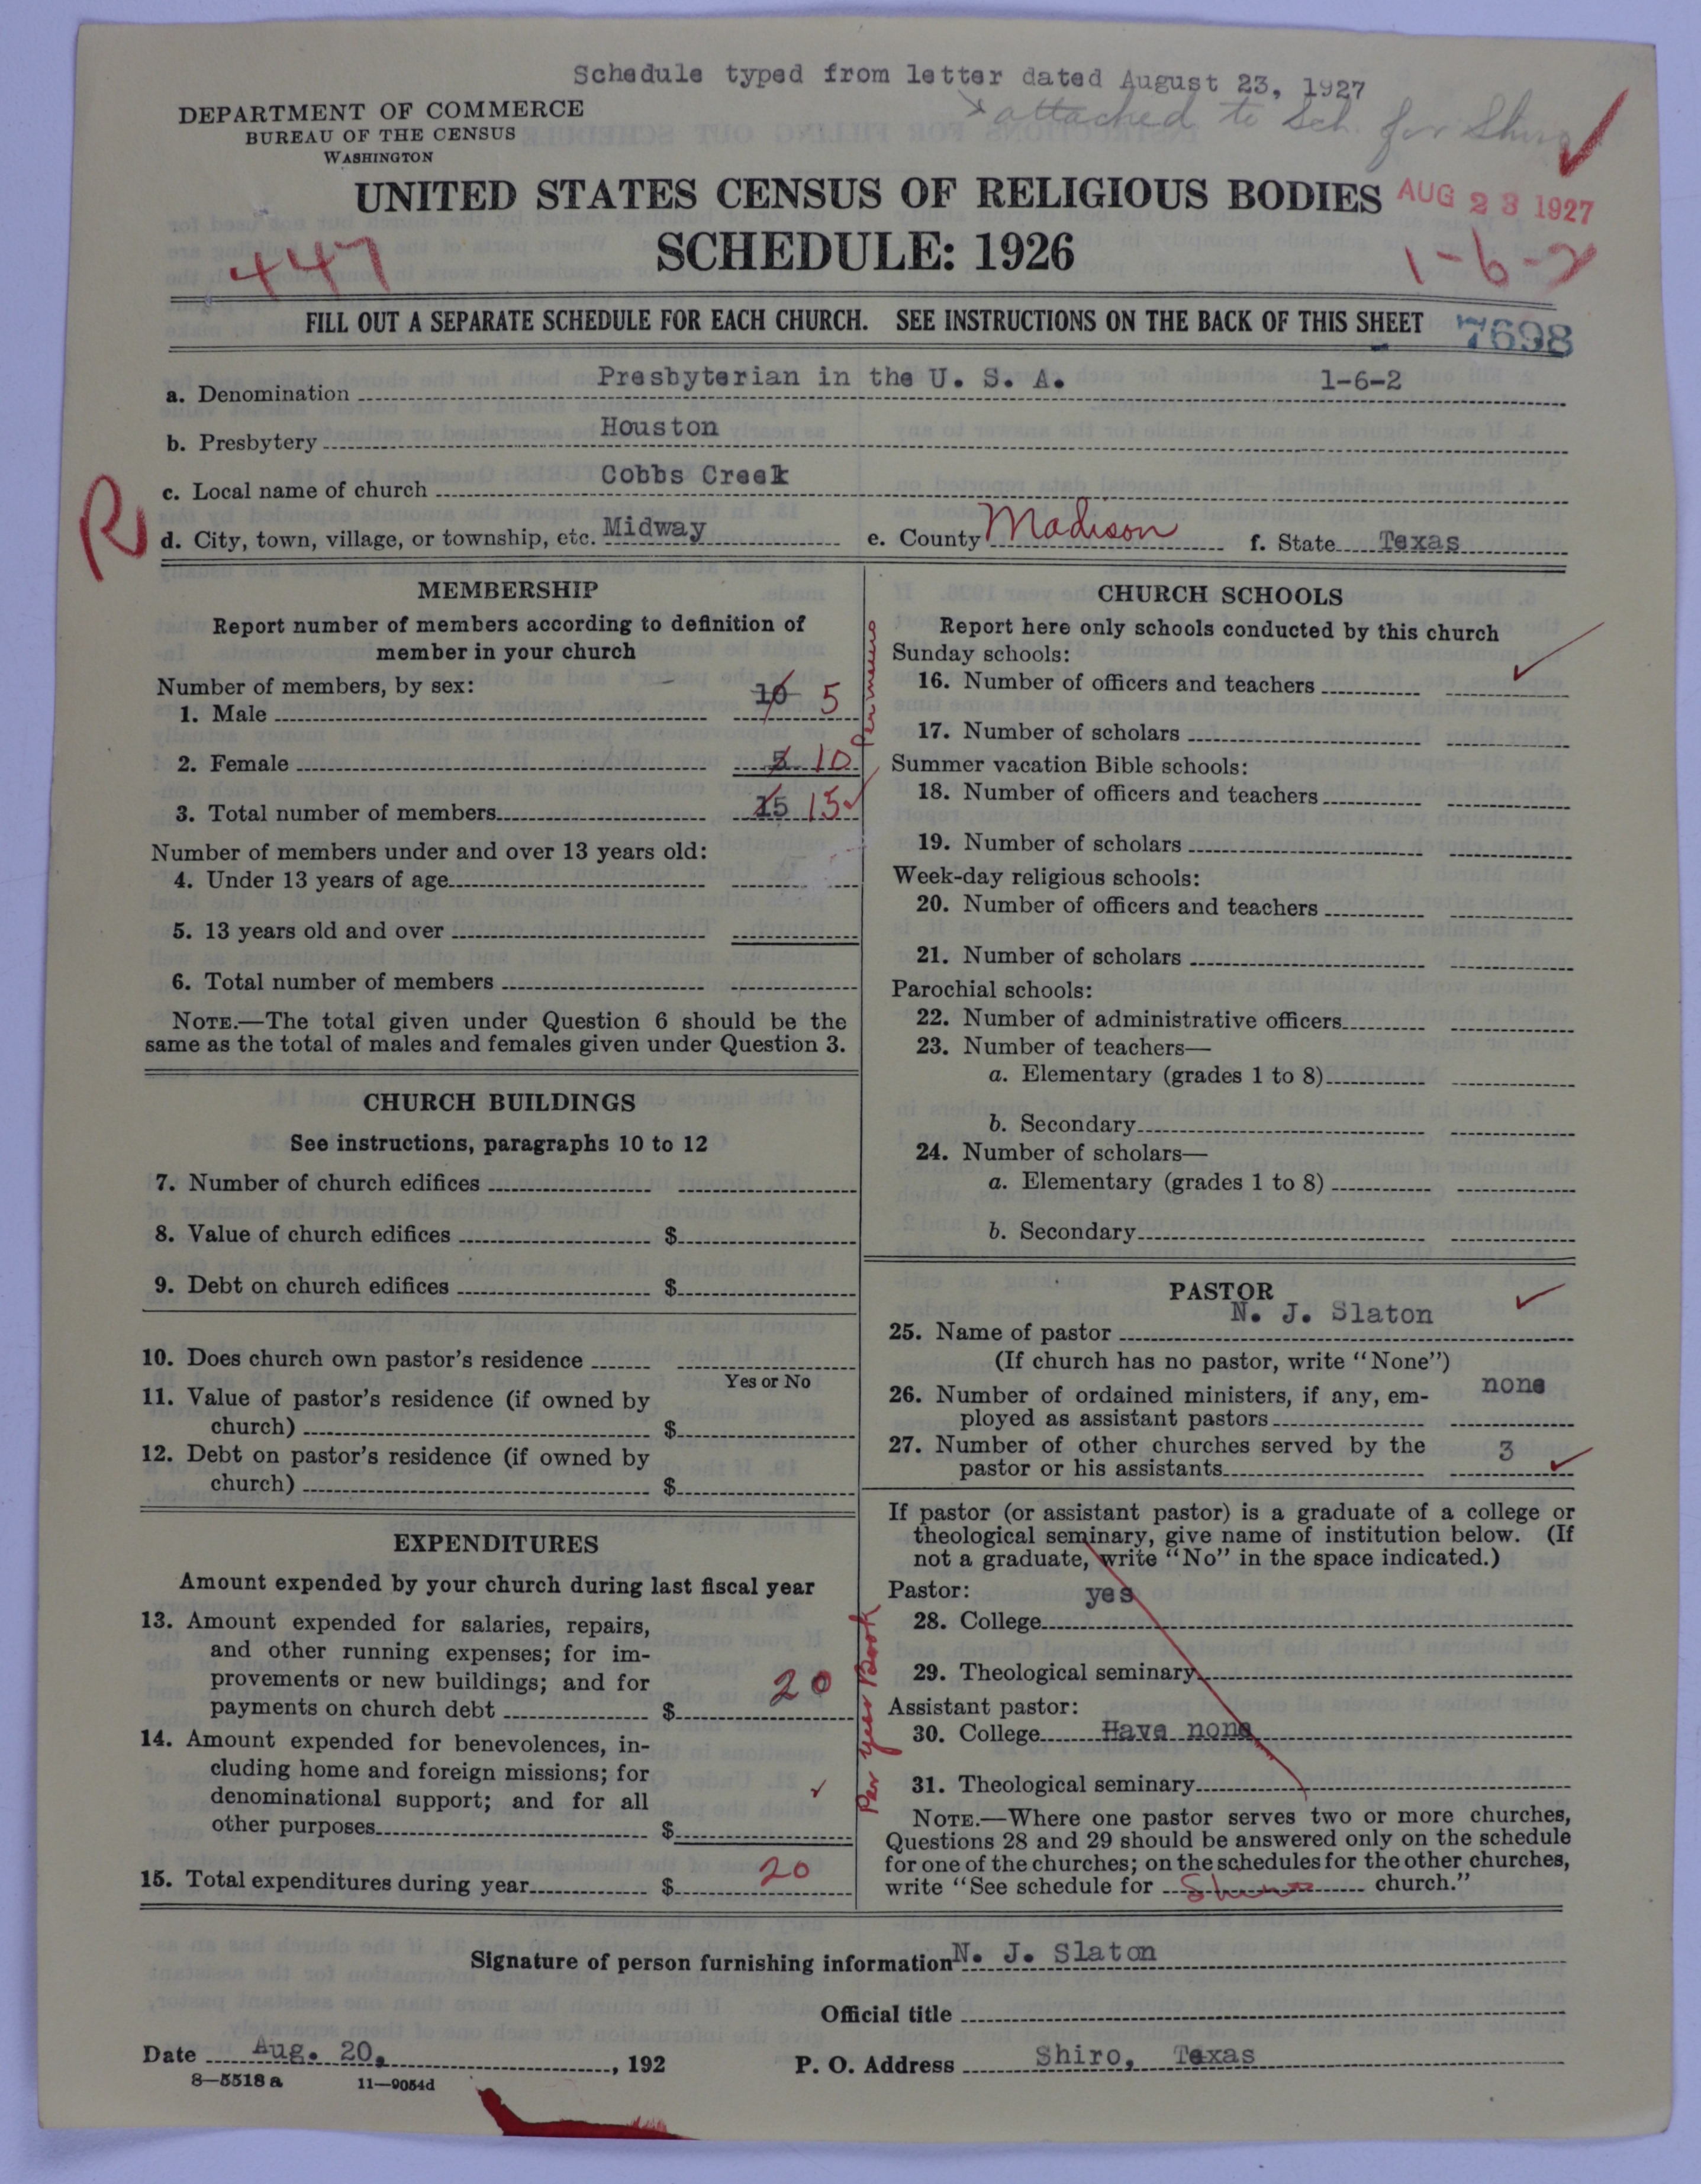 Schedule typed from letter dated August 23, 1927
attached to Sch. for Shiro
DEPARTMENT OF COMMERCE
BUREAU OF THE CENSUS
WASHINGTON
UNITED STATES CENSUS OF RELIGIOUS BODIES
AUG 23 1927
SCHEDULE: 1926
447
1-6-2
FILL OUT A SEPARATE SCHEDULE FOR EACH CHURCH. SEE INSTRUCTIONS ON THE BACK OF THIS SHEET
7698
a. Denomination Presbyterian in the U. S. A. 1-6-2
b. Presbytery Houston
c. Local name of church Cobbs Creek
R
d. City, town, village, or township, etc. Midway e. County Madison f. State Texas
MEMBERSHIP
Report number of members according to definition of
member in your church
Number of members, by sex:
1. Male 10 5
2. Female 5 10
3. Total number of members 15 15
Number of members under and over 13 years old:
4. Under 13 years of age
5. 13 years old and over
6. Total number of members
NOTE.—The total given under Question 6 should be the
same as the total of males and females given under Question 3.
CHURCH BUILDINGS
See instructions, paragraphs 10 to 12
7. Number of church edifices
8. Value of church edifices $
9. Debt on church edifices $
10. Does church own pastor's residence
Yes or No
11. Value of pastor's residence (if owned by
church) $
12. Debt on pastor's residence (if owned by
church) $
EXPENDITURES
Amount expended by your church during last fiscal year
13. Amount expended for salaries, repairs,
and other running expenses; for im-
provements or new buildings; and for
payments on church debt $ 20
14. Amount expended for benevolences, in-
cluding home and foreign missions; for
denominational support; and for all
other purposes $
15. Total expenditures during year $ 20
Per Year Book
CHURCH SCHOOLS
Report here only schools conducted by this church
Sunday schools:
16. Number of officers and teachers
17. Number of scholars
Summer vacation Bible schools:
18. Number of officers and teachers
19. Number of scholars
Week-day religious schools:
20. Number of officers and teachers
21. Number of scholars
Parochial schools:
22. Number of administrative officers
23. Number of teachers—
a. Elementary (grades 1 to 8)
b. Secondary
24. Number of scholars—
a. Elementary (grades 1 to 8)
b. Secondary
PASTOR
25. Name of pastor N. J. Slaton
(If church has no pastor, write "None")
26. Number of ordained ministers, if any, em-
ployed as assistant pastors none
27. Number of other churches served by the
pastor or his assistants 3
If pastor (or assistant pastor) is a graduate of a college or
theological seminary, give name of institution below. (If
not a graduate, write "No" in the space indicated.)
Pastor: yes
28. College
29. Theological seminary
Assistant pastor:
30. College Have none
31. Theological seminary
NOTE.—Where one pastor serves two or more churches,
Questions 28 and 29 should be answered only on the schedule
for one of the churches; on the schedules for the other churches,
write "See schedule for Shiro church."
Signature of person furnishing information N. J. Slaton
Official title
Date Aug. 20, , 192 P. O. Address Shiro, Texas
8—5518a 11—9054d